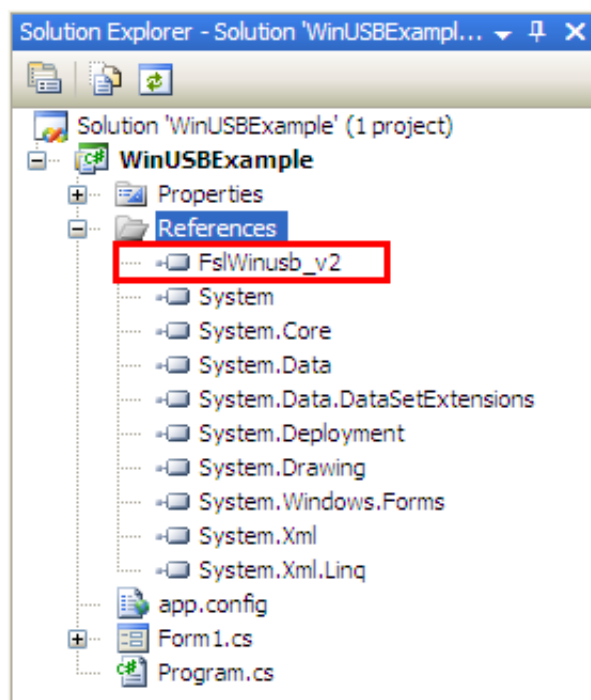 Solution Explorer - Solution 'WinUSBExampl...
Solution 'WinUSBExample' (1 project)
WinUSBExample
Properties
References
FslWinusb_v2
System
System.Core
System.Data
System.Data.DataSetExtensions
System.Deployment
System.Drawing
System.Windows.Forms
System.Xml
System.Xml.Linq
app.config
Form1.cs
Program.cs